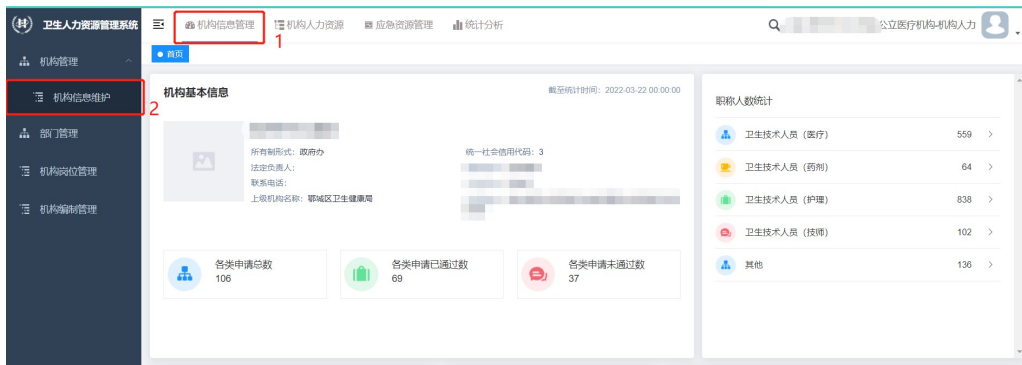 卫生人力资源管理系统
机构信息管理
机构人力资源
应急资源管理
统计分析
公立医疗机构-机构人力
1
机构管理
首页
机构信息维护
2
部门管理
机构岗位管理
机构编制管理
机构基本信息
截至统计时间：2022-03-22 00:00:00
所有制形式：政府办
统一社会信用代码：3
法定负责人：
联系电话：
上级机构名称：鄂城区卫生健康局
各类申请总数
106
各类申请已通过数
69
各类申请未通过数
37
职称人数统计
卫生技术人员（医疗） 559
卫生技术人员（药剂） 64
卫生技术人员（护理） 838
卫生技术人员（技师） 102
其他 136